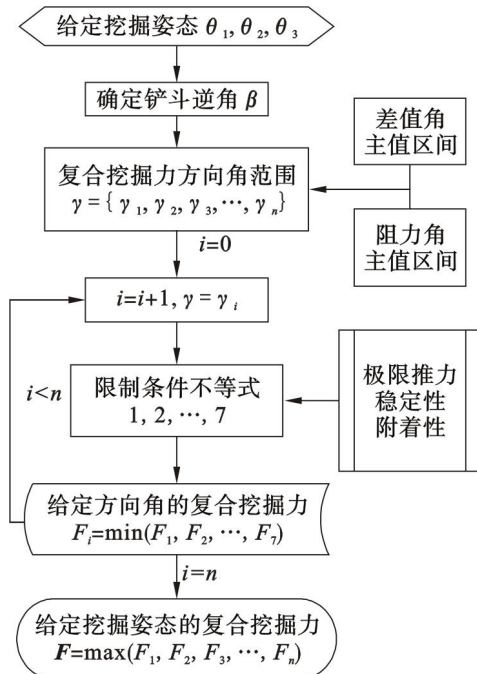 给定挖掘姿态 θ₁, θ₂, θ₃
确定铲斗逆角 β
差值角
主值区间
复合挖掘力方向角范围
γ = { γ₁, γ₂, γ₃, ⋯, γₙ}
阻力角
主值区间
i=0
i=i+1, γ = γᵢ
i<n
限制条件不等式
1, 2, ⋯, 7
极限推力
稳定性
附着性
给定方向角的复合挖掘力
Fᵢ=min(F₁, F₂, ⋯, F₇)
i=n
给定挖掘姿态的复合挖掘力
F=max(F₁, F₂, F₃, ⋯, Fₙ)